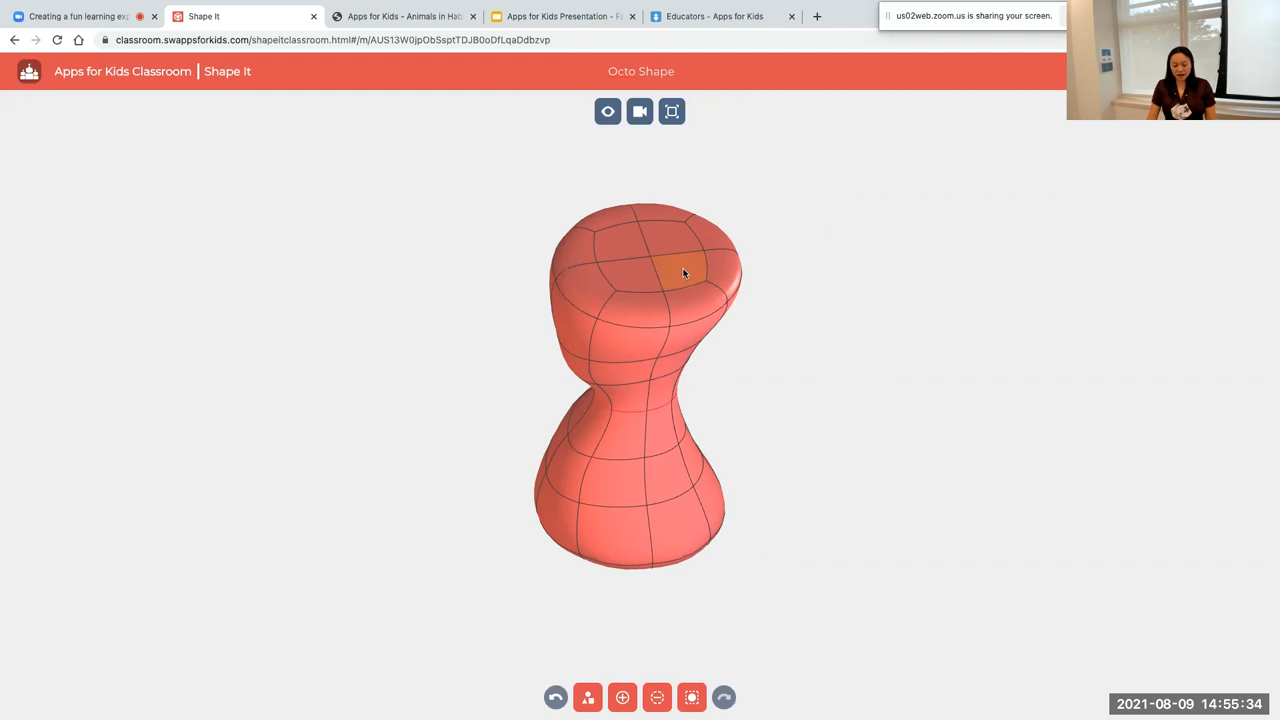 Creating a fun learning exp
Shape It
Apps for Kids - Animals in Hab
Apps for Kids Presentation - Fa
Educators - Apps for Kids
us02web.zoom.us is sharing your screen.
classroom.swappsforkids.com/shapeitclassroom.html#/m/AUS13W0jpObSsptTDJB0oDfLqaDdbzvp
Apps for Kids Classroom | Shape It
Octo Shape
2021-08-09 14:55:34